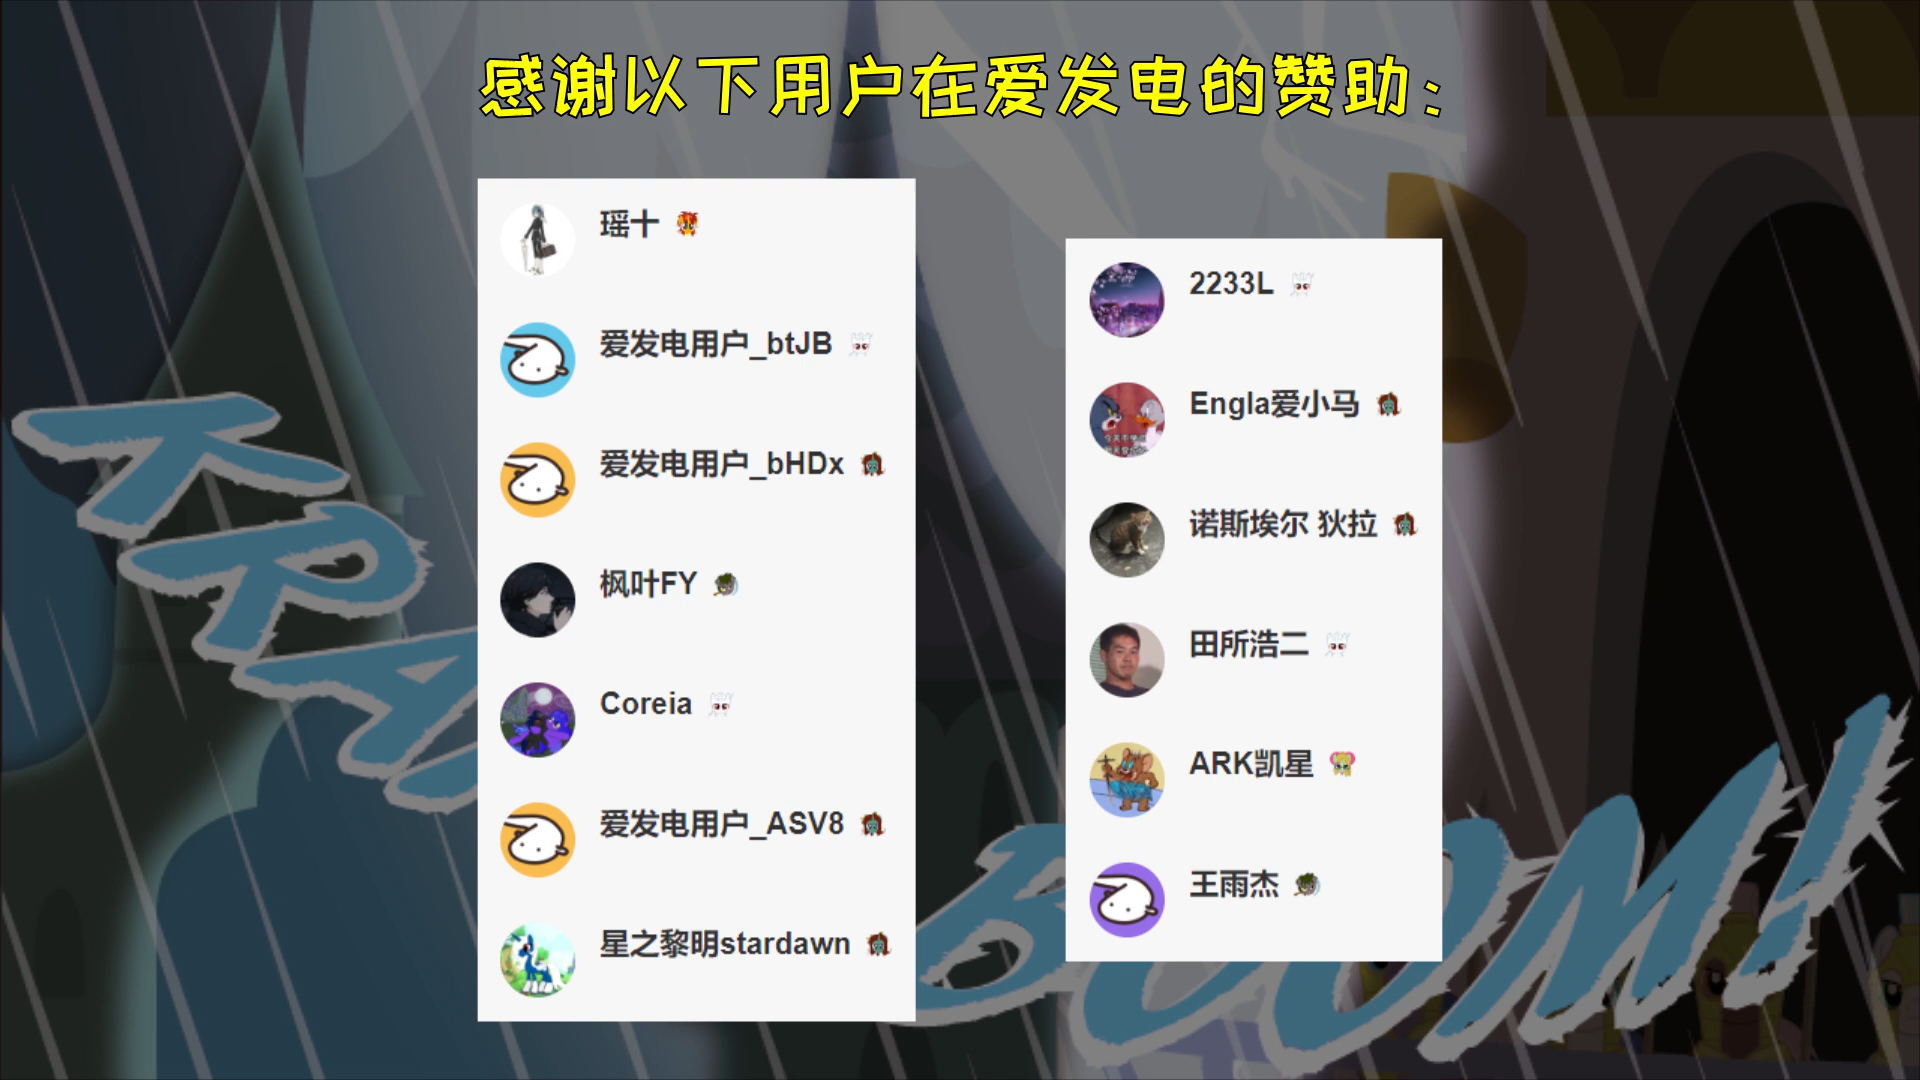 感谢以下用户在爱发电的赞助：
瑶十
爱发电用户_btJB
爱发电用户_bHDx
枫叶FY
Coreia
爱发电用户_ASV8
星之黎明stardawn
2233L
Engla爱小马
诺斯埃尔 狄拉
田所浩二
ARK凯星
王雨杰
KRA
BOOM!